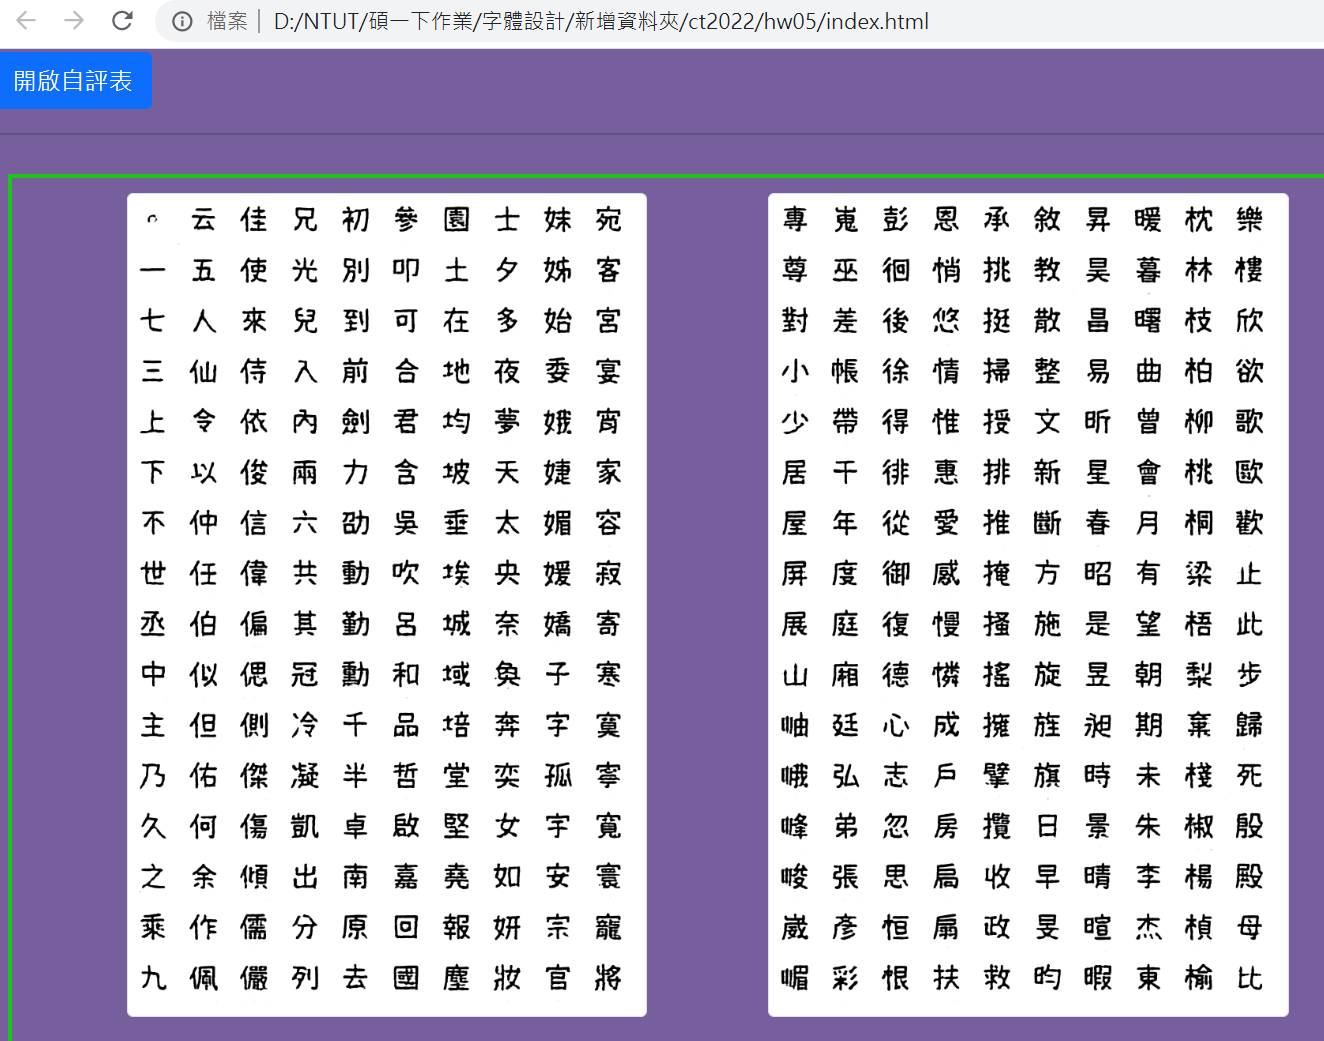 檔案 | D:/NTUT/碩一下作業/字體設計/新增資料夾/ct2022/hw05/index.html
開啟自評表
。一七三上下不世丞中主乃久之乘九
云五人仙令以仲任伯似但佑何余作佩
佳使來侍依俊信偉偏偲側傑傷傾儒儼
兄光兒入內兩六共其冠冷凝凱出分列
初別到前劍力劭動勤勳千半卓南原去
參叩可合君含吳吹呂和品哲啟嘉回國
園土在地均坡垂埃城域培堂堅堯報塵
士夕多夜夢天太央奈奐奔奕女如妍妝
妹姊始委娥婕媚媛嬌子字孤宇安宗官
宛客宮宴宵家容寂寄寒寞寧寬寰寵將
專尊對小少居屋屏展山岫峨峰峻崴嵋
嵬巫差帳帶干年度庭廂廷弘弟張彥彩
彭徊後徐得徘從御復德心志忽思恒恨
恩悄悠情惟惠愛感慢憐成戶房扃扇扶
承挑挺掃授排推掩搔搖擁擘攬收政救
敘教散整文新斷方施旋旌旗日早旻昀
昇昊昌易昕星春昭是昱昶時景晴暄暇
暖暮曙曲曾會月有望朝期未朱李杰東
枕林枝柏柳桃桐梁梧梨棄棧椒楊楨榆
樂樓欣欲歌歐歡止此步歸死殷殿母比